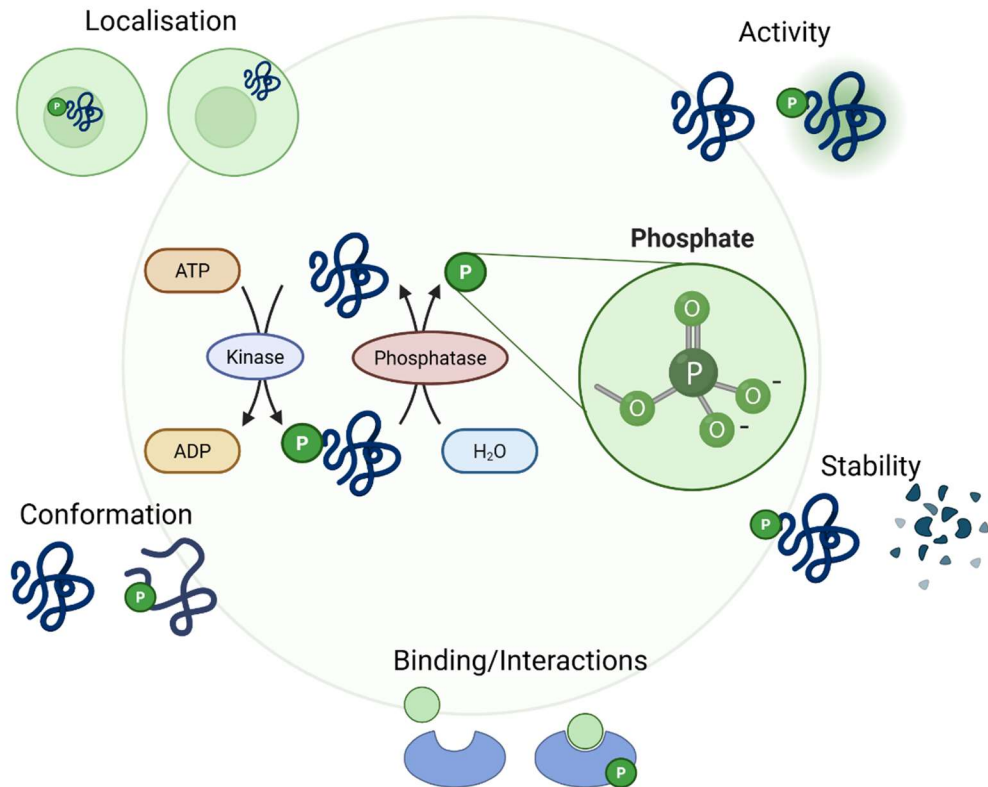 Localisation
P
Activity
P
ATP
P
Phosphate
O
P
O
O
-
O
-
Kinase
Phosphatase
ADP
P
H₂O
Stability
P
Conformation
P
Binding/Interactions
P